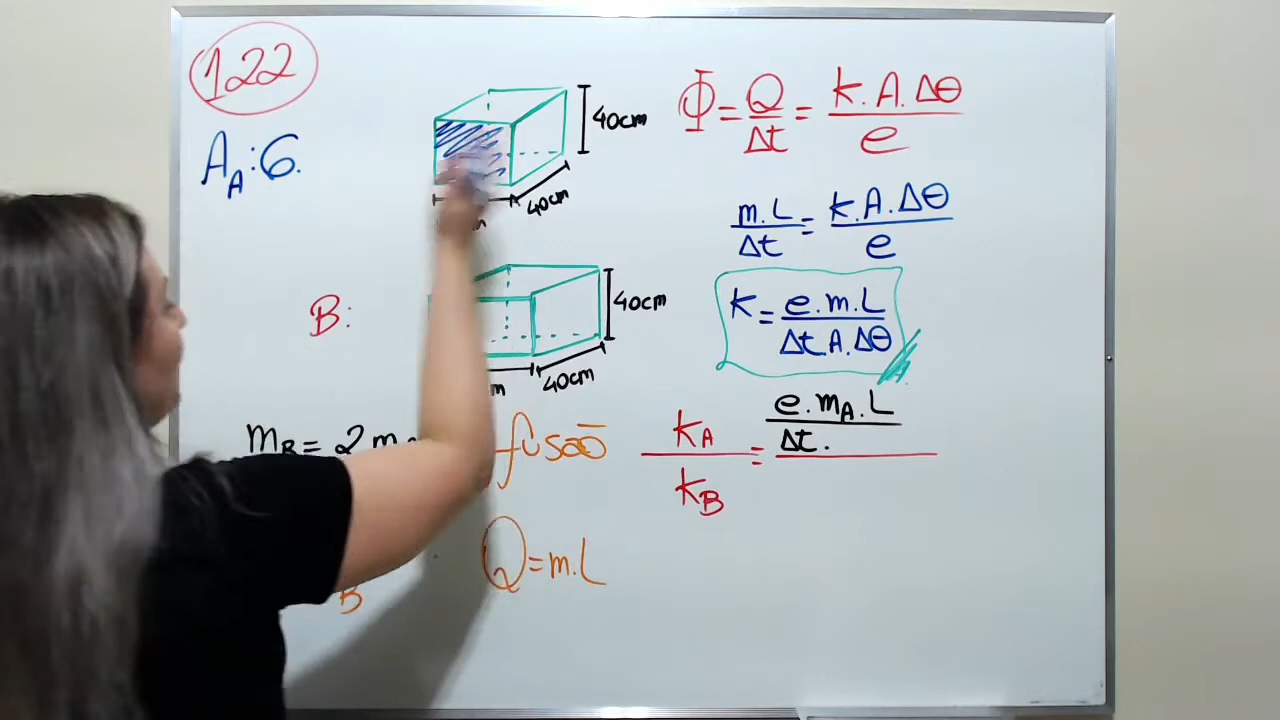 122
A_A: 6.
40cm
40cm
Φ = Q/Δt = k.A.Δθ/e
m.L/Δt = k.A.Δθ/e
B:
40cm
40cm
k = e.m.L/Δt.A.Δθ
m_B = 2 m
fusão
k_A/k_B = e.m_A.L/Δt.
Q = m.L
B